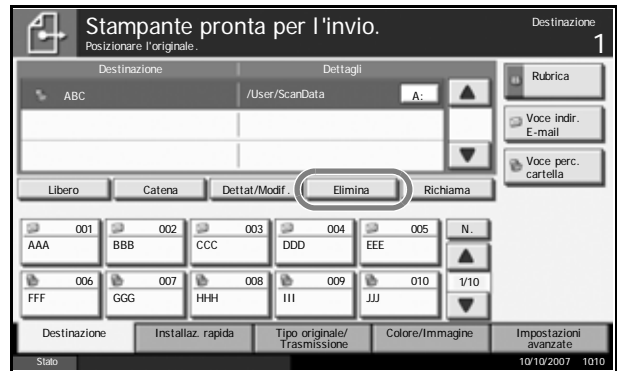 Stampante pronta per l'invio.
Posizionare l'originale.
Destinazione
1
Destinazione Dettagli
ABC /User/ScanData A:
Rubrica
Voce indir.
E-mail
Voce perc.
cartella
Libero Catena Dettat/Modif. Elimina Richiama
001 002 003 004 005 N.
AAA BBB CCC DDD EEE
006 007 008 009 010 1/10
FFF GGG HHH III JJJ
Destinazione Installaz. rapida Tipo originale/
Trasmissione Colore/Immagine Impostazioni
avanzate
Stato 10/10/2007 1010